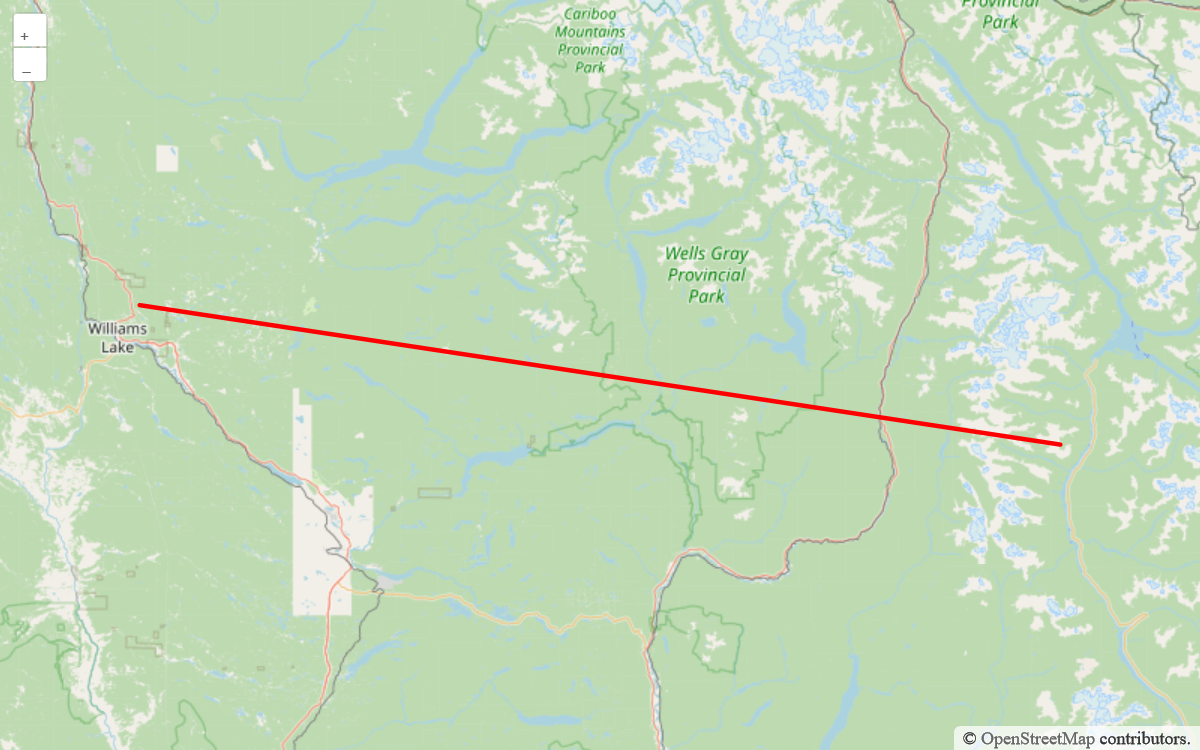 +
–
Cariboo
Mountains
Provincial
Park
Provincial
Park
Wells Gray
Provincial
Park
Williams
Lake
© OpenStreetMap contributors.